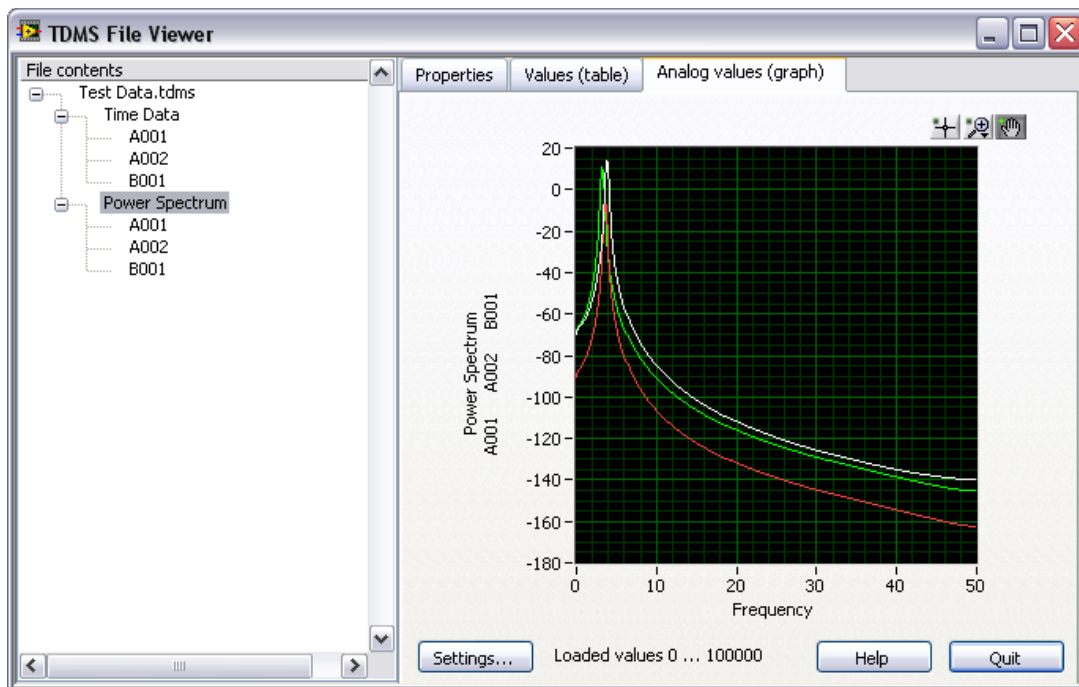 TDMS File Viewer
File contents
Test Data.tdms
Time Data
A001
A002
B001
Power Spectrum
A001
A002
B001
Properties
Values (table)
Analog values (graph)
20
0
-20
-40
-60
-80
-100
-120
-140
-160
-180
Power Spectrum
A001 A002 B001
0 10 20 30 40 50
Frequency
Settings...
Loaded values 0 ... 100000
Help
Quit